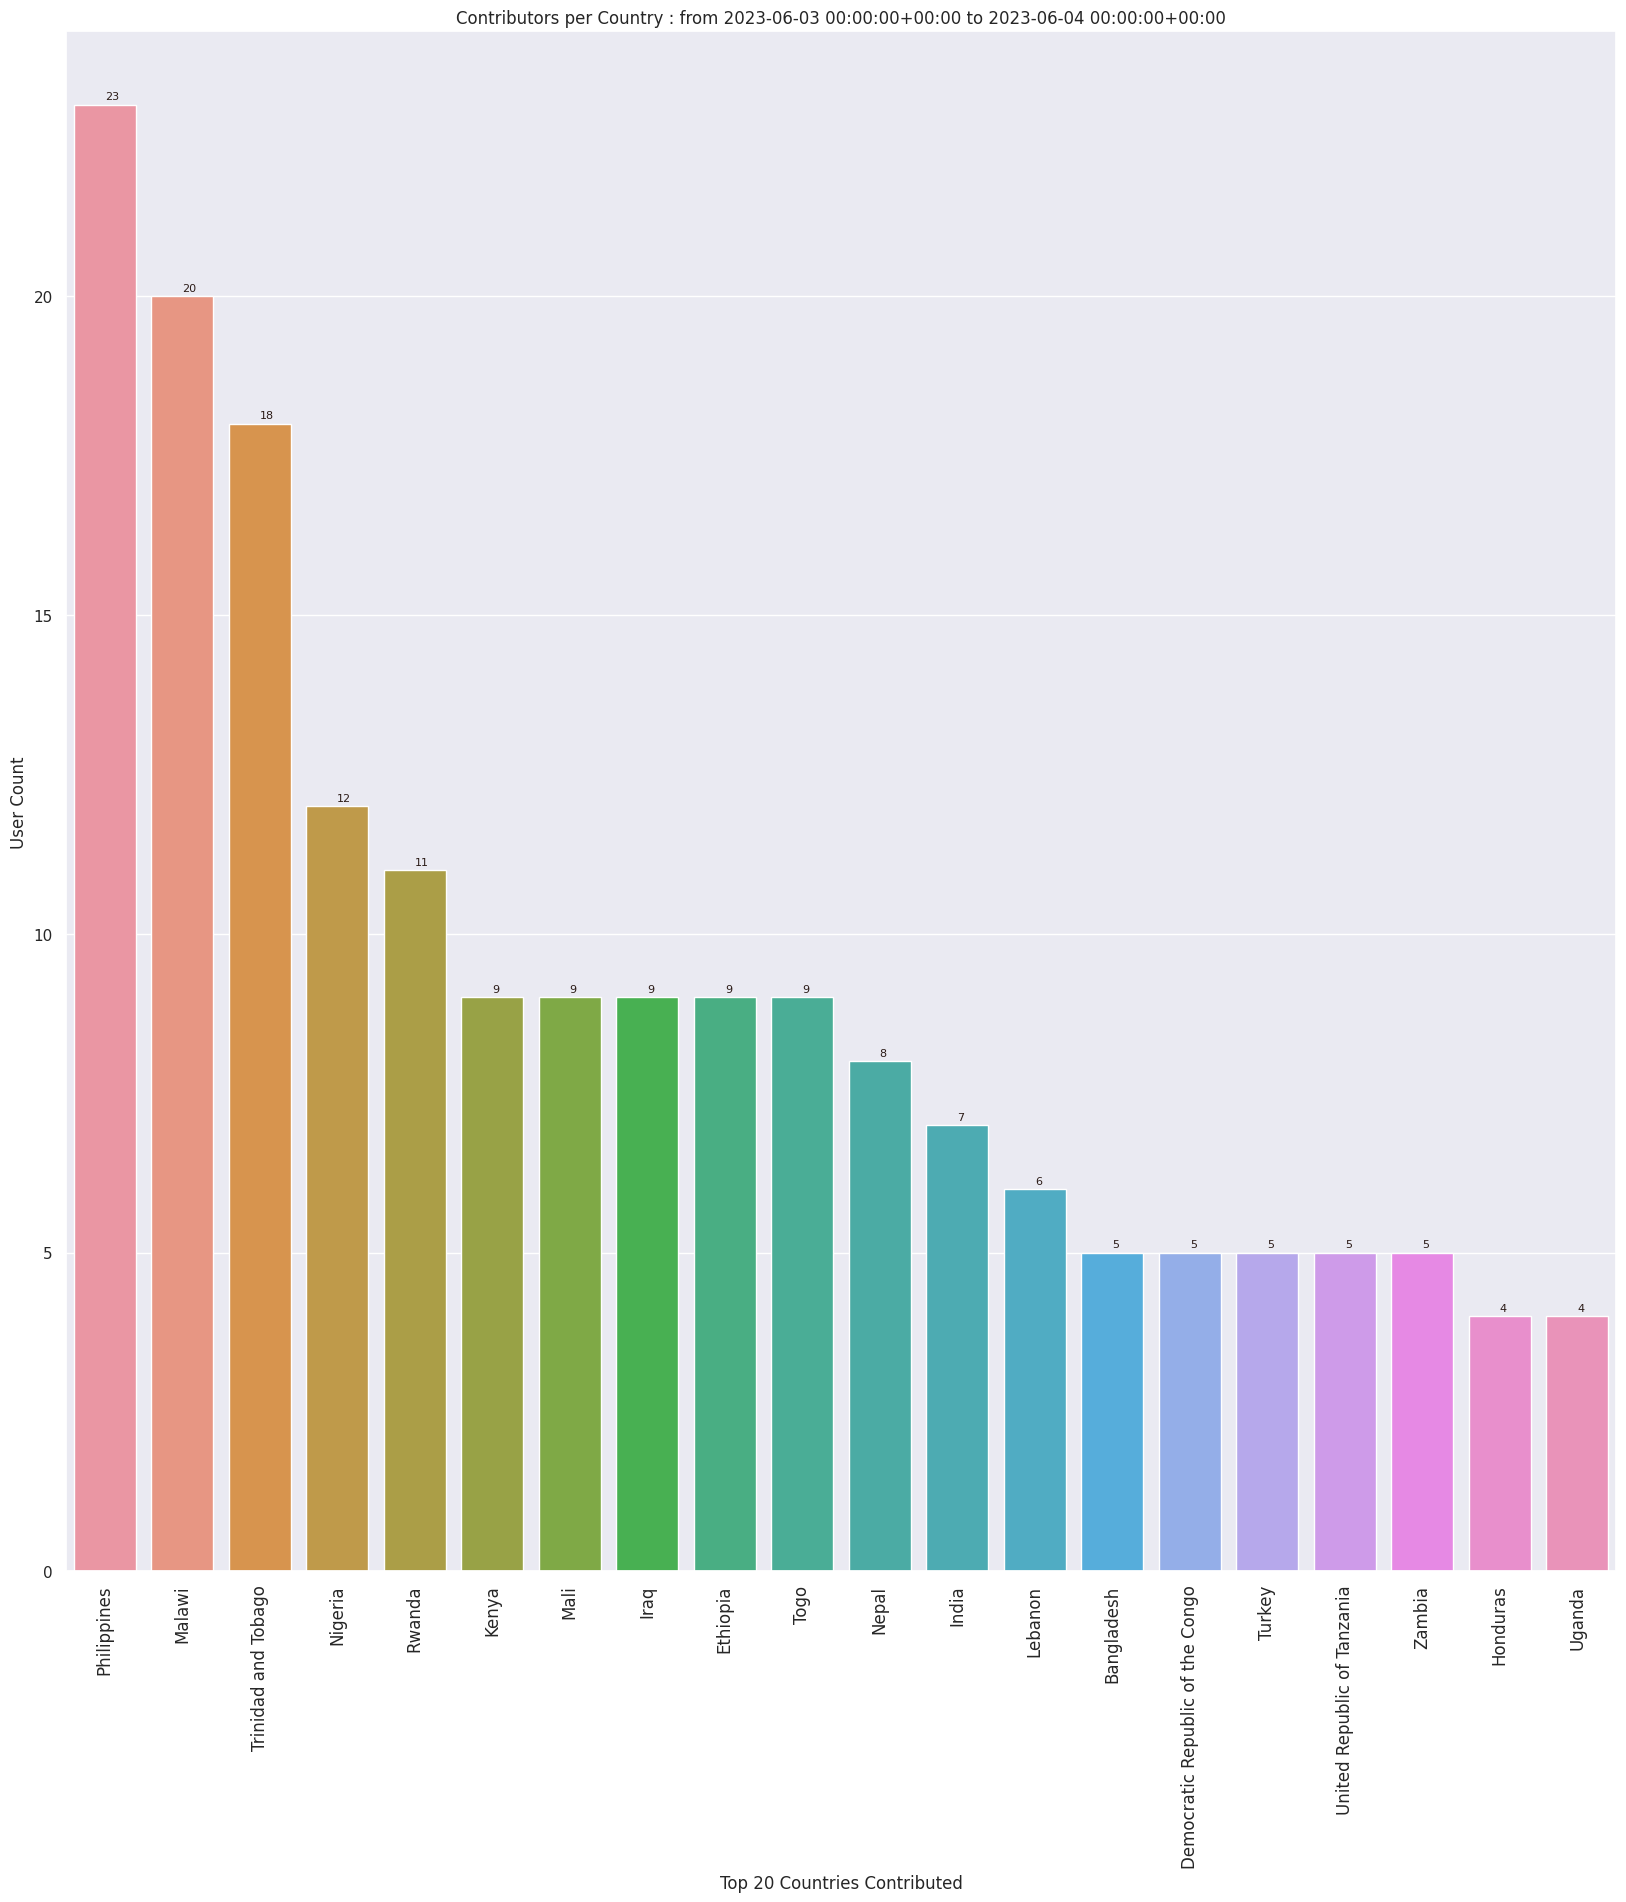 Contributors per Country : from 2023-06-03 00:00:00+00:00 to 2023-06-04 00:00:00+00:00
User Count
20
15
10
5
0
23
20
18
12
11
9
9
9
9
9
8
7
6
5
5
5
5
5
4
4
Philippines
Malawi
Trinidad and Tobago
Nigeria
Rwanda
Kenya
Mali
Iraq
Ethiopia
Togo
Nepal
India
Lebanon
Bangladesh
Democratic Republic of the Congo
Turkey
United Republic of Tanzania
Zambia
Honduras
Uganda
Top 20 Countries Contributed